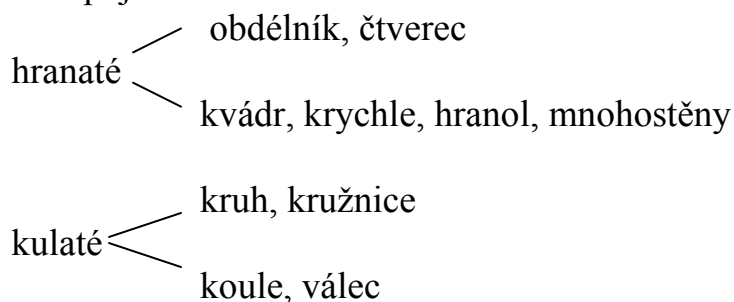 obdélník, čtverec
hranaté
kvádr, krychle, hranol, mnohostěny
kruh, kružnice
kulaté
koule, válec